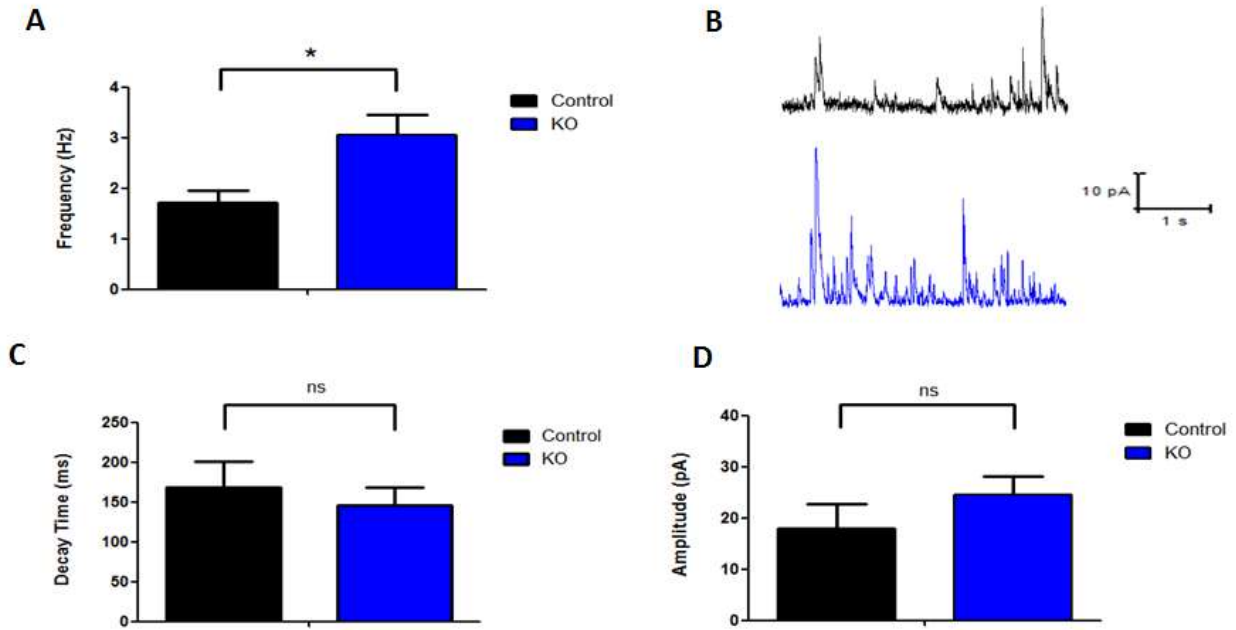 A
*
4
3
2
1
0
Frequency (Hz)
Control
KO
B
10 pA
1 s
C
ns
250
200
150
100
50
0
Decay Time (ms)
Control
KO
D
ns
40
30
20
10
0
Amplitude (pA)
Control
KO